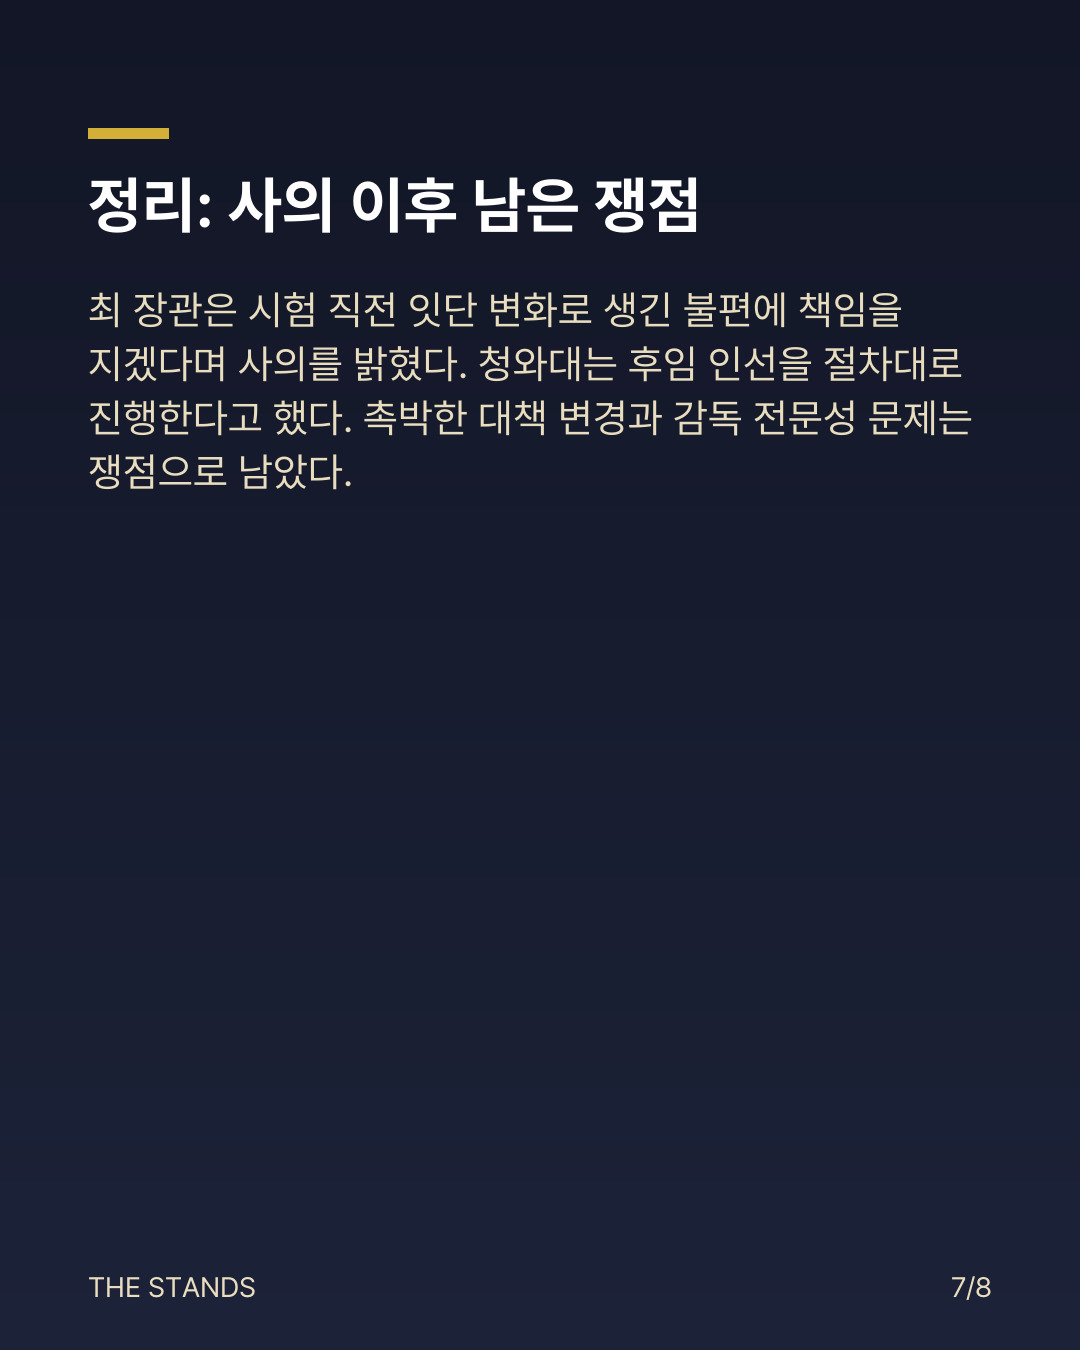 정리: 사의 이후 남은 쟁점
최 장관은 시험 직전 잇단 변화로 생긴 불편에 책임을
지겠다며 사의를 밝혔다. 청와대는 후임 인선을 절차대로
진행한다고 했다. 촉박한 대책 변경과 감독 전문성 문제는
쟁점으로 남았다.
THE STANDS
7/8